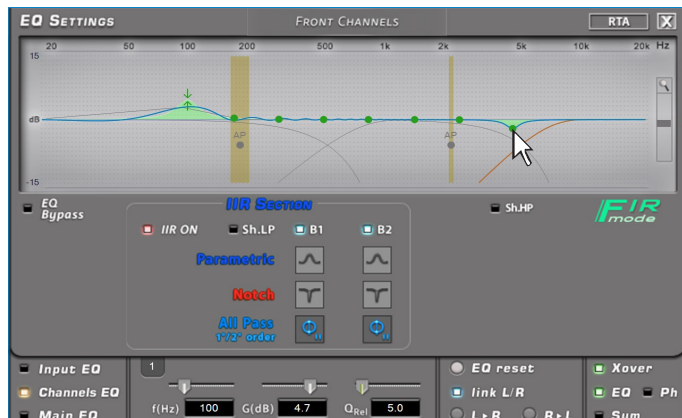 EQ SETTINGS FRONT CHANNELS RTA X
20 50 100 200 500 1k 2k 5k 10k 20k Hz
15
dB
AP AP
-15
EQ Bypass
IIR SECTION
Sh.HP
FIR mode
IIR ON Sh.LP B1 B2
Parametric
Notch
All Pass
1°/2° order
Input EQ 1 EQ reset Xover
Channels EQ link L/R EQ Ph
Main EQ f(Hz) 100 G(dB) 4.7 QRel 5.0 L▸R R▸L Sum